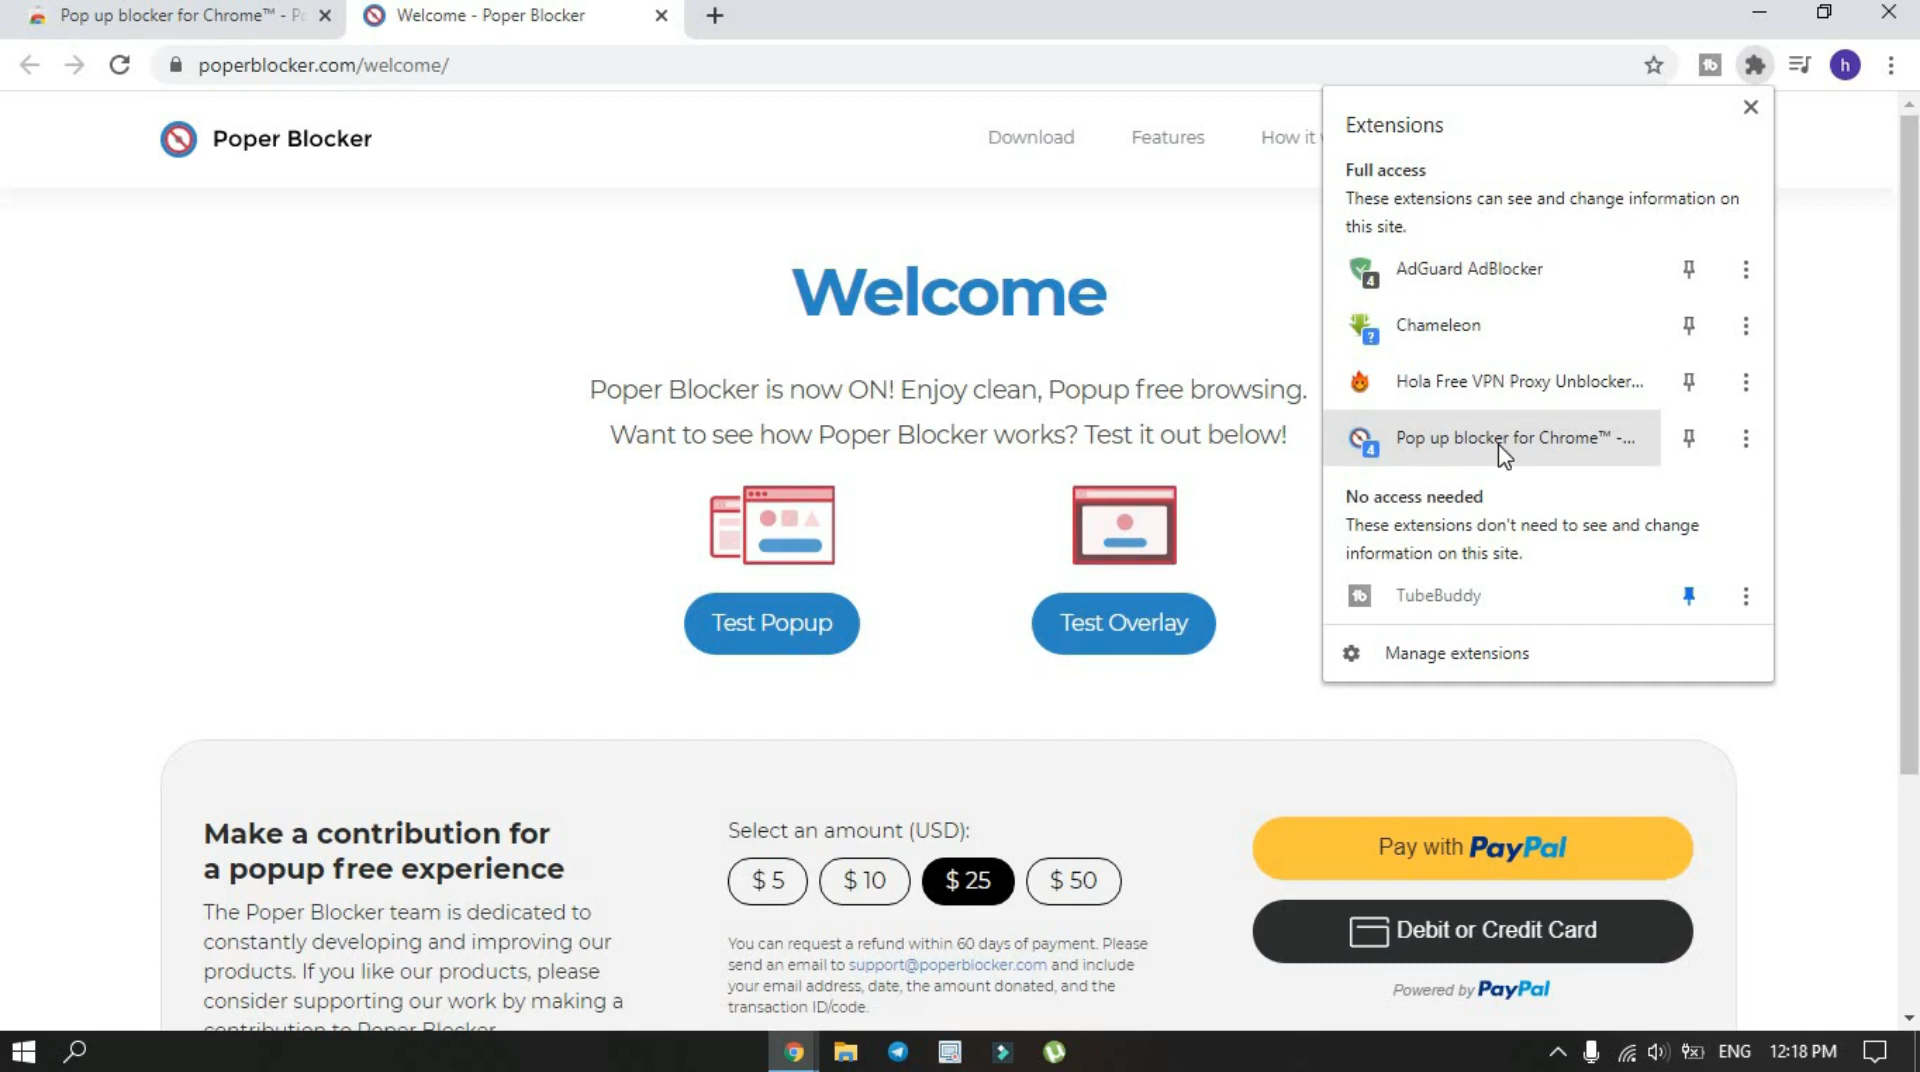 Pop up blocker for Chrome™ - Po
Welcome - Poper Blocker
poperblocker.com/welcome/
h
Poper Blocker
Download
Features
How it
Extensions
Full access
These extensions can see and change information on
this site.
4
AdGuard AdBlocker
?
Chameleon
Hola Free VPN Proxy Unblocker...
4
Pop up blocker for Chrome™ -...
No access needed
These extensions don't need to see and change
information on this site.
TubeBuddy
Manage extensions
Welcome
Poper Blocker is now ON! Enjoy clean, Popup free browsing.
Want to see how Poper Blocker works? Test it out below!
Test Popup
Test Overlay
Make a contribution for
a popup free experience
The Poper Blocker team is dedicated to
constantly developing and improving our
products. If you like our products, please
consider supporting our work by making a
contribution to Poper Blocker
Select an amount (USD):
$ 5
$ 10
$ 25
$ 50
You can request a refund within 60 days of payment. Please
send an email to support@poperblocker.com and include
your email address, date, the amount donated, and the
transaction ID/code.
Pay with PayPal
Debit or Credit Card
Powered by PayPal
ENG
12:18 PM